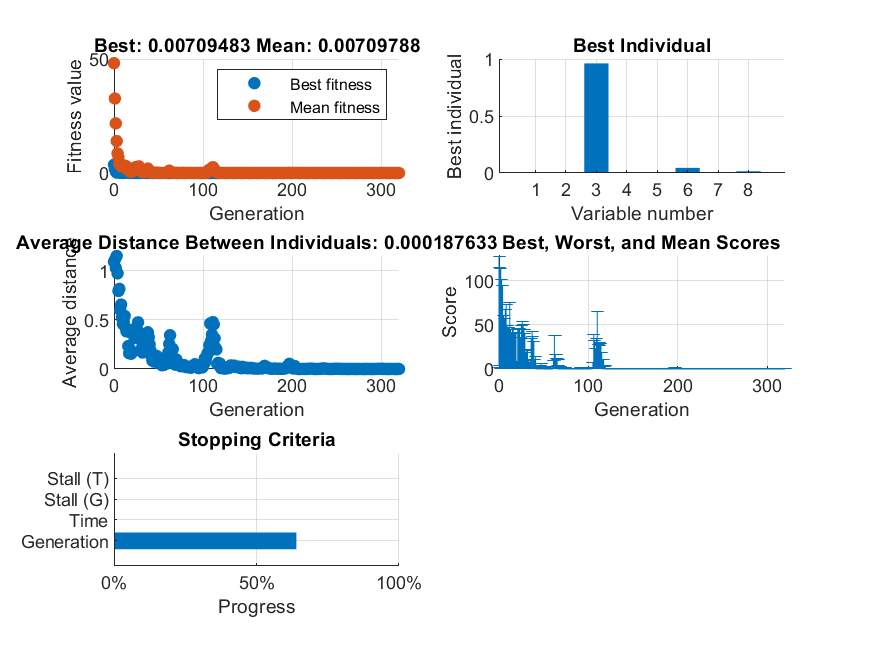 Best: 0.00709483 Mean: 0.00709788
Fitness value
50
0
Best fitness
Mean fitness
0 100 200 300
Generation
Best Individual
Best individual
1
0.5
0
1 2 3 4 5 6 7 8
Variable number
Average Distance Between Individuals: 0.000187633
Average distance
1
0.5
0
0 100 200 300
Generation
Best, Worst, and Mean Scores
Score
100
50
0
0 100 200 300
Generation
Stopping Criteria
Stall (T)
Stall (G)
Time
Generation
0% 50% 100%
Progress